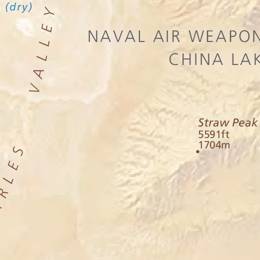 (dry)
NAVAL AIR WEAPON
CHINA LAK
VALLEY
Straw Peak
5591ft
1704m
RLES